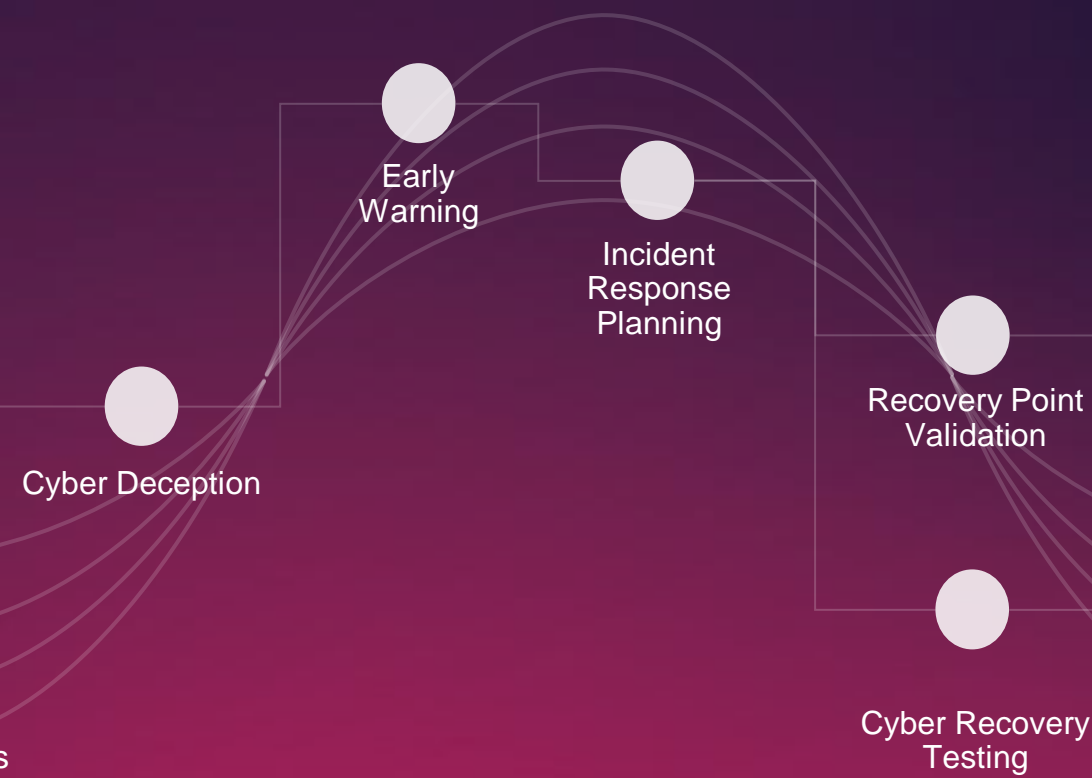 Early
Warning
Incident
Response
Planning
Recovery Point
Validation
Cyber Deception
Cyber Recovery
Testing
s